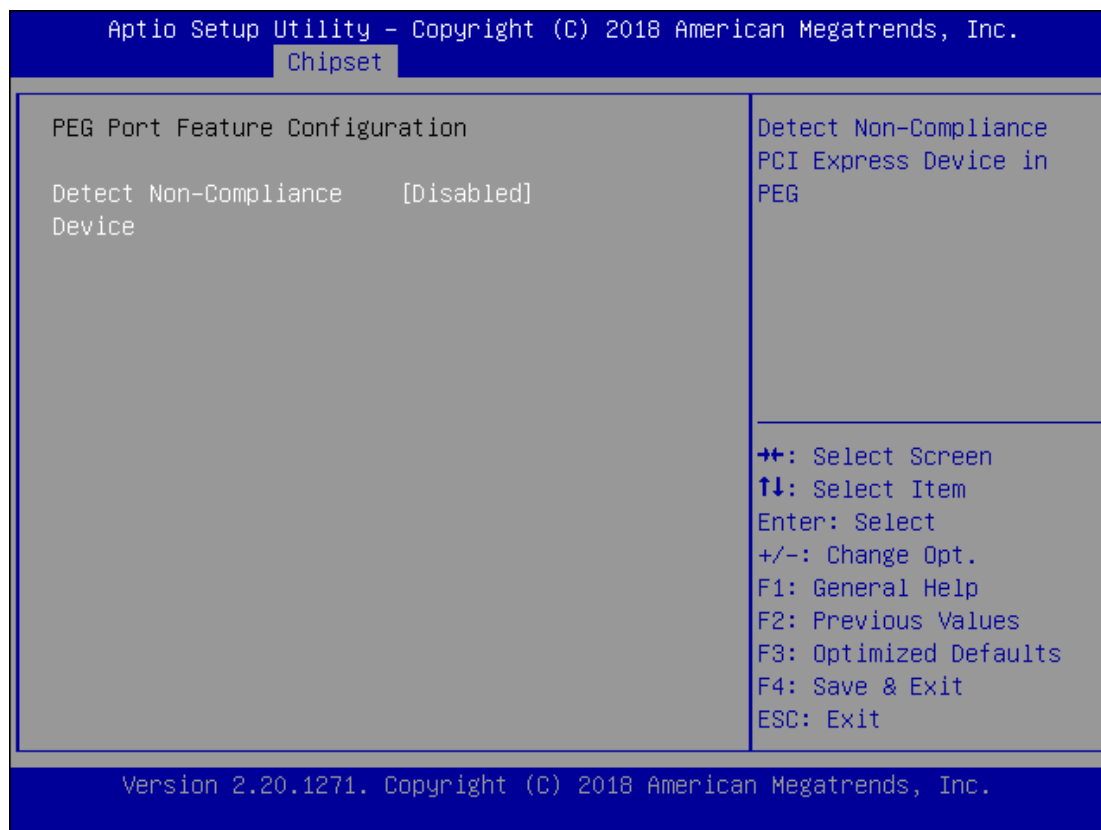 Aptio Setup Utility – Copyright (C) 2018 American Megatrends, Inc.
Chipset
PEG Port Feature Configuration
Detect Non-Compliance [Disabled]
Device
Detect Non-Compliance
PCI Express Device in
PEG
→←: Select Screen
↑↓: Select Item
Enter: Select
+/-: Change Opt.
F1: General Help
F2: Previous Values
F3: Optimized Defaults
F4: Save & Exit
ESC: Exit
Version 2.20.1271. Copyright (C) 2018 American Megatrends, Inc.